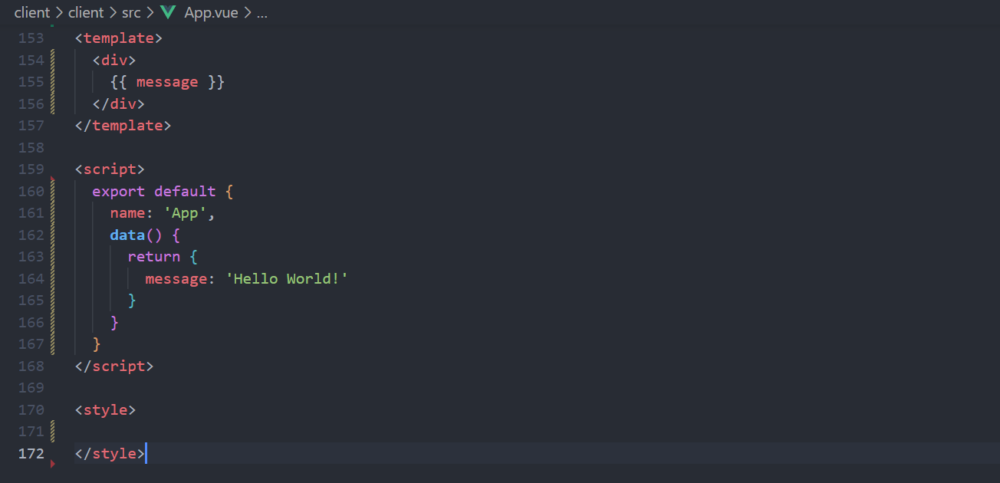 client > client > src > App.vue > ...
153 <template>
154   <div>
155     {{ message }}
156   </div>
157 </template>
158
159 <script>
160   export default {
161     name: 'App',
162     data() {
163       return {
164         message: 'Hello World!'
165       }
166     }
167   }
168 </script>
169
170 <style>
171
172 </style>